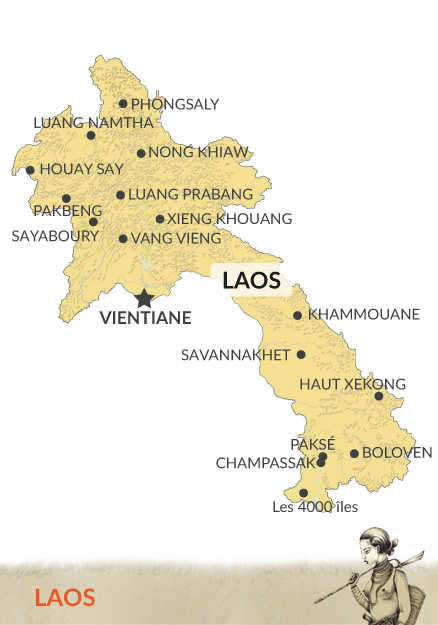 PHONGSALY
LUANG NAMTHA
NONG KHIAW
HOUAY SAY
LUANG PRABANG
PAKBENG
XIENG KHOUANG
SAYABOURY
VANG VIENG
LAOS
VIENTIANE
KHAMMOUANE
SAVANNAKHET
HAUT XEKONG
PAKSÉ
BOLOVEN
CHAMPASSAK
Les 4000 îles
LAOS